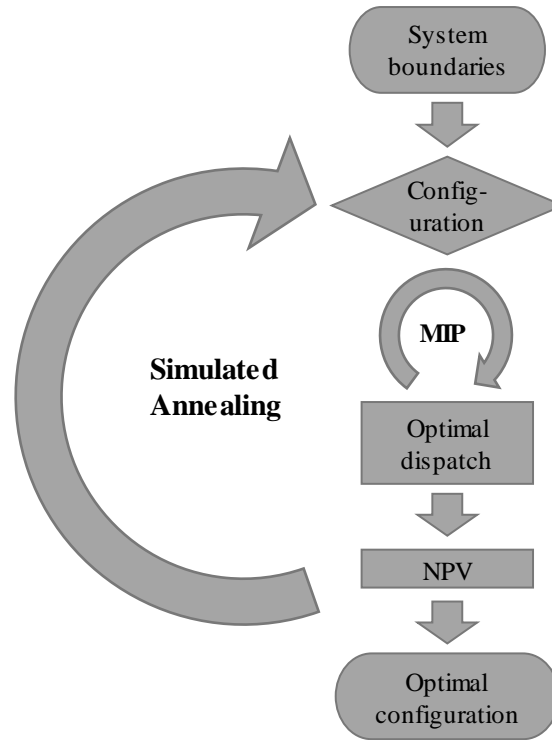 System
boundaries
Config-
uration
MIP
Simulated
Annealing
Optimal
dispatch
NPV
Optimal
configuration